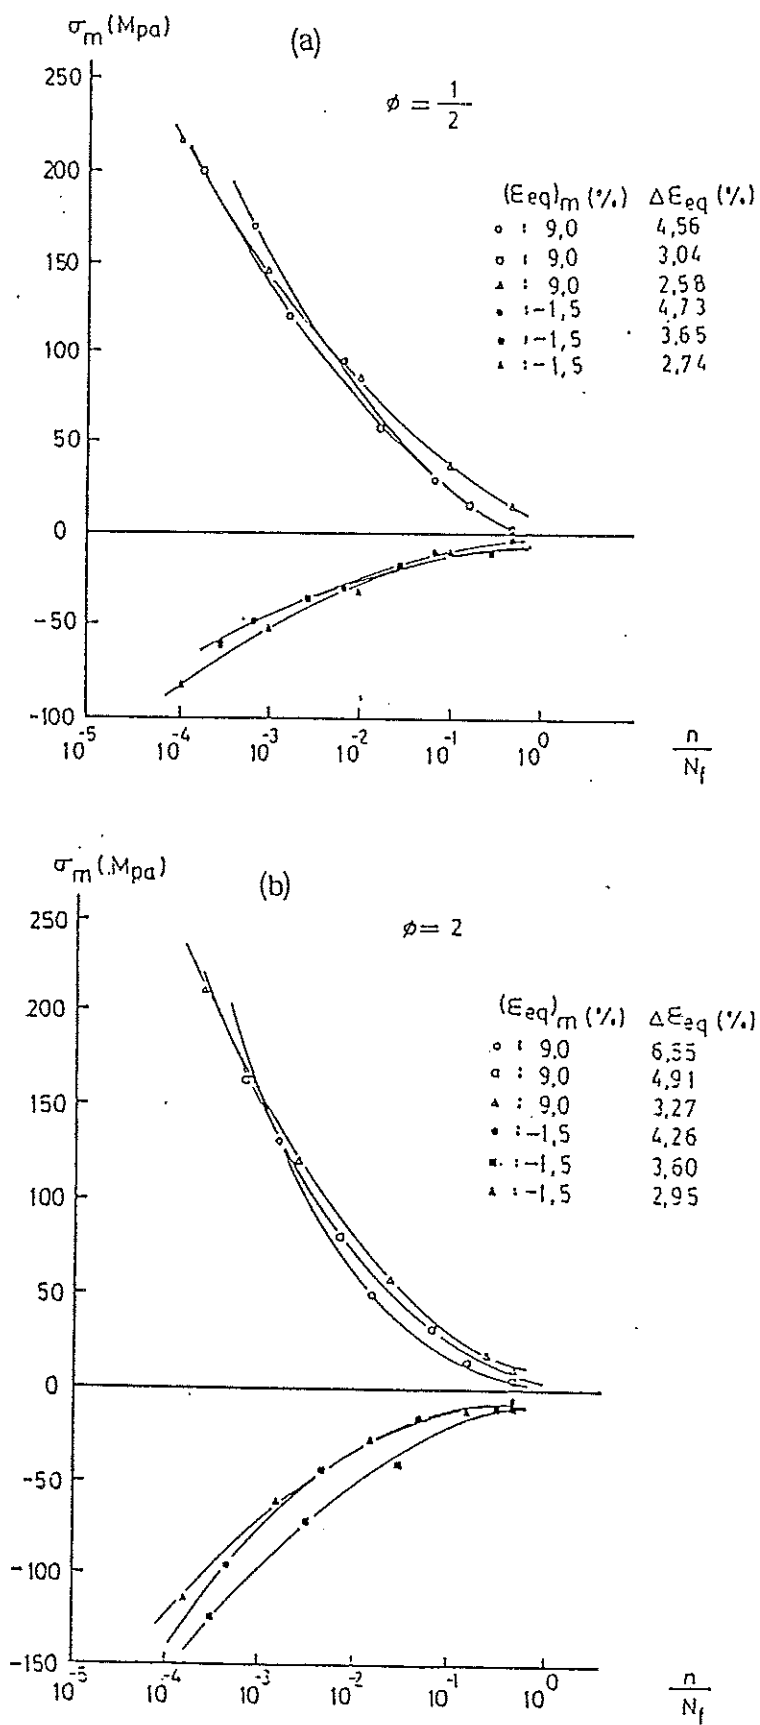 σm (Mpa)
(a)
250
ϕ = 1/2
200
(Eeq)m (%) ΔEeq (%)
○ : 9,0 4,56
○ : 9,0 3,04
△ : 9,0 2,58
• : -1,5 4,73
▪ : -1,5 3,65
▲ : -1,5 2,74
150
100
50
0
-50
-100
10^-5 10^-4 10^-3 10^-2 10^-1 10^0 n/Nf
σm (Mpa)
(b)
250
ϕ = 2
200
(Eeq)m (%) ΔEeq (%)
○ : 9,0 6,55
□ : 9,0 4,91
△ : 9,0 3,27
• : -1,5 4,26
▪ : -1,5 3,60
▲ : -1,5 2,95
150
100
50
0
-50
-100
-150
10^-5 10^-4 10^-3 10^-2 10^-1 10^0 n/Nf